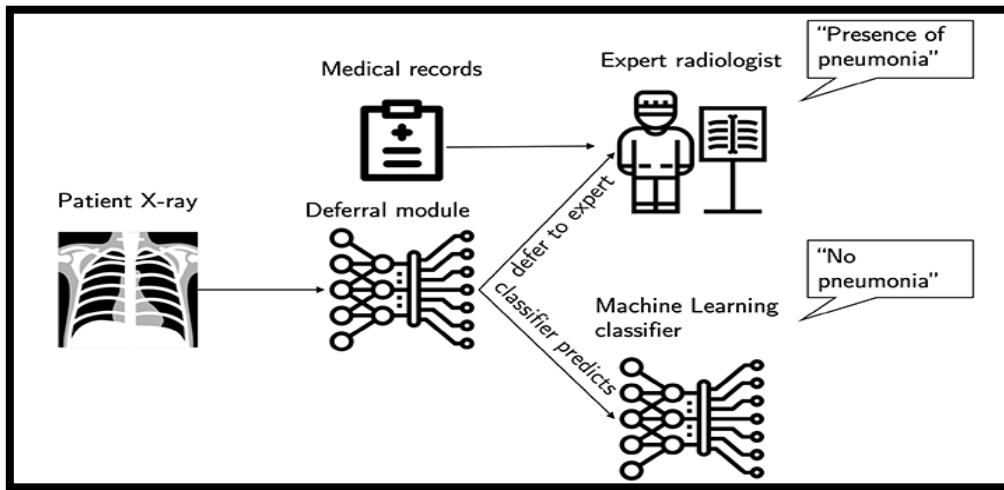 Medical records
Expert radiologist
“Presence of
pneumonia”
Patient X-ray
Deferral module
defer to expert
classifier predicts
“No
pneumonia”
Machine Learning
classifier